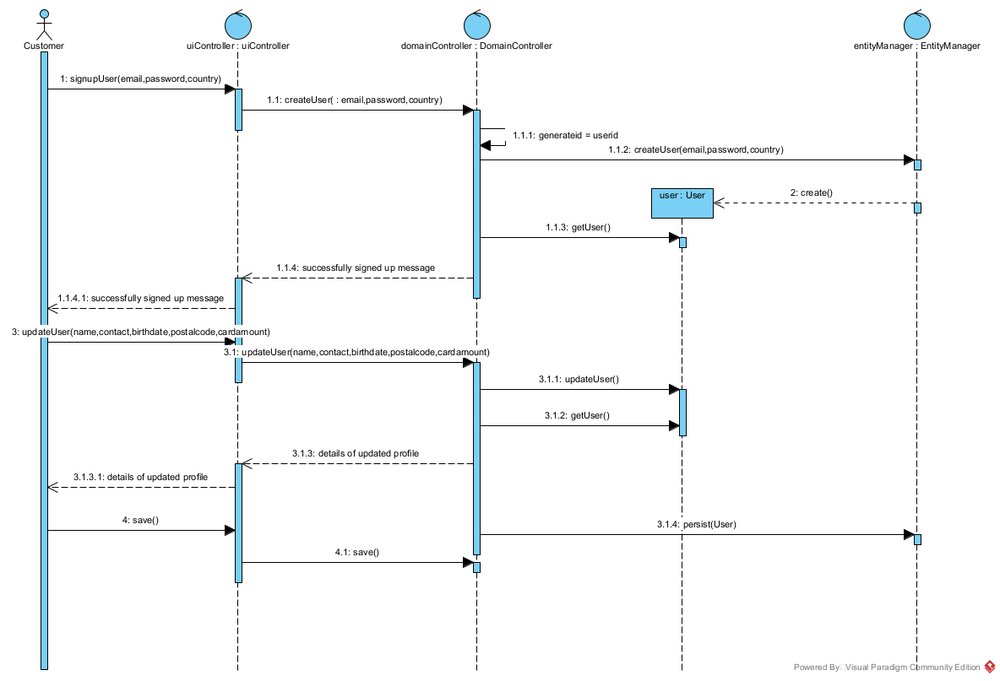 Customer
uiController : uiController
domainController : DomainController
entityManager : EntityManager
1: signupUser(email,password,country)
1.1: createUser( : email,password,country)
1.1.1: generateid = userid
1.1.2: createUser(email,password,country)
user : User
2: create()
1.1.3: getUser()
1.1.4: successfully signed up message
1.1.4.1: successfully signed up message
3: updateUser(name,contact,birthdate,postalcode,cardamount)
3.1: updateUser(name,contact,birthdate,postalcode,cardamount)
3.1.1: updateUser()
3.1.2: getUser()
3.1.3: details of updated profile
3.1.3.1: details of updated profile
4: save()
3.1.4: persist(User)
4.1: save()
Powered By Visual Paradigm Community Edition